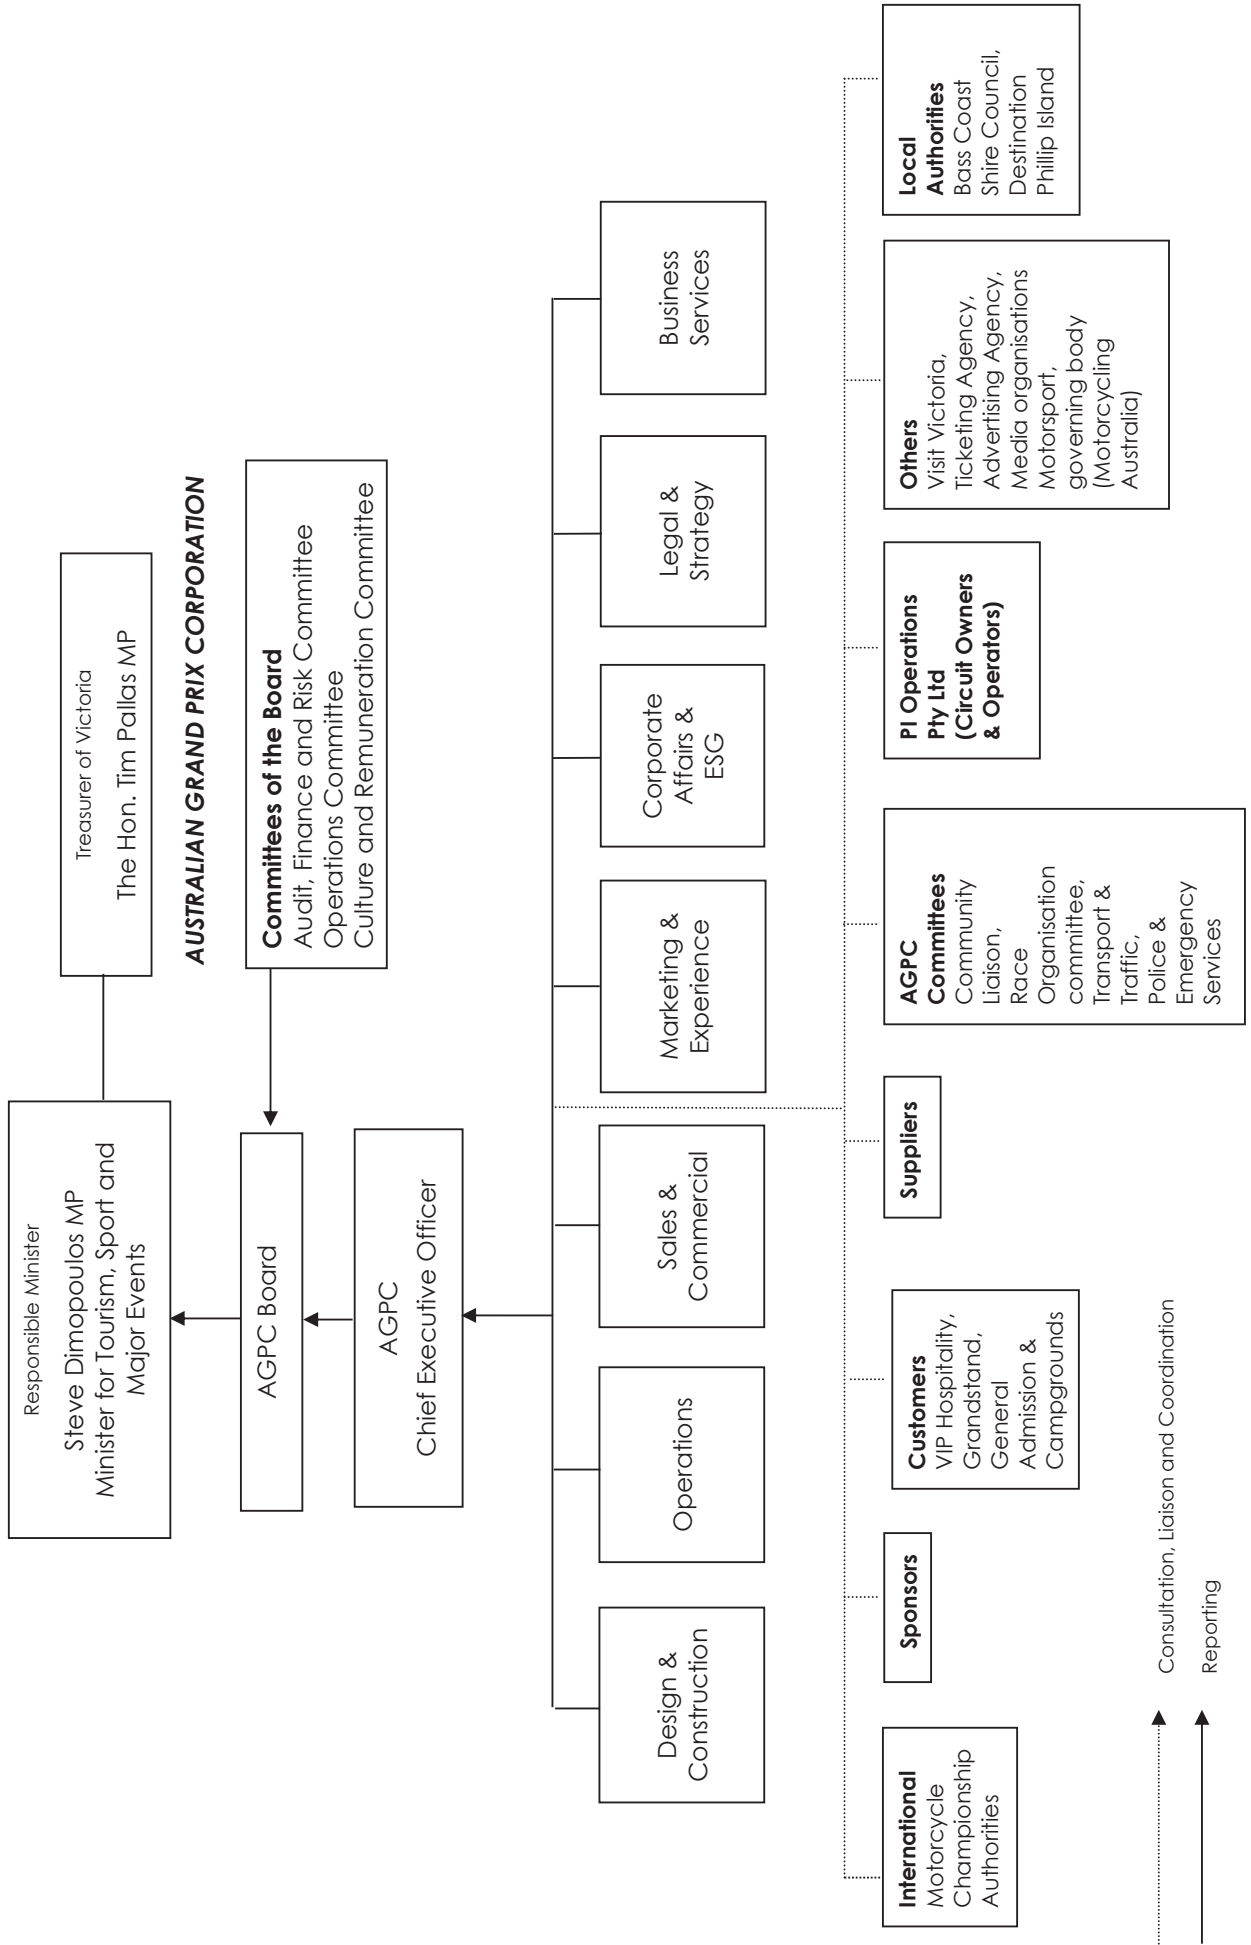 Responsible Minister
Steve Dimopoulos MP
Minister for Tourism, Sport and
Major Events
Treasurer of Victoria
The Hon. Tim Pallas MP
AUSTRALIAN GRAND PRIX CORPORATION
AGPC Board
Committees of the Board
Audit, Finance and Risk Committee
Operations Committee
Culture and Remuneration Committee
AGPC
Chief Executive Officer
Design &
Construction
Operations
Sales &
Commercial
Marketing &
Experience
Corporate
Affairs &
ESG
Legal &
Strategy
Business
Services
International
Motorcycle
Championship
Authorities
Sponsors
Customers
VIP Hospitality,
Grandstand,
General
Admission &
Campgrounds
Suppliers
AGPC
Committees
Community
Liaison,
Race
Organisation
committee,
Transport &
Traffic,
Police &
Emergency
Services
PI Operations
Pty Ltd
(Circuit Owners
& Operators)
Others
Visit Victoria,
Ticketing Agency,
Advertising Agency,
Media organisations
Motorsport,
governing body
(Motorcycling
Australia)
Local
Authorities
Bass Coast
Shire Council,
Destination
Phillip Island
Consultation, Liaison and Coordination
Reporting